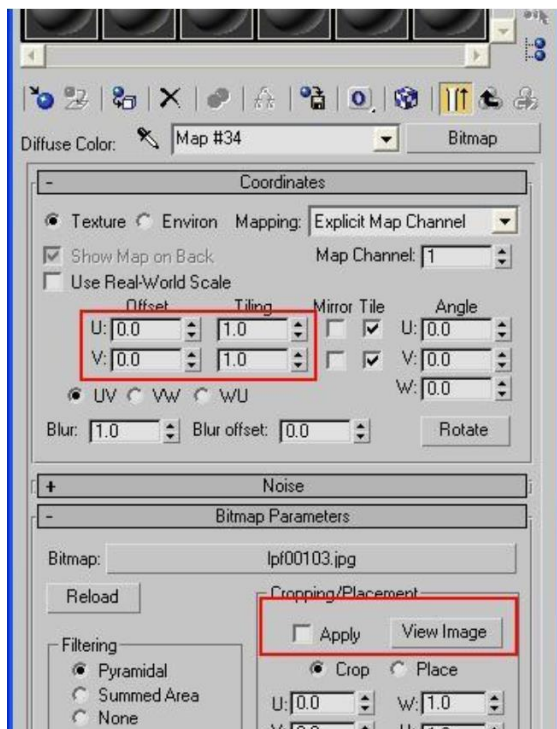 Diffuse Color: Map #34 Bitmap
- Coordinates
Texture Environ Mapping: Explicit Map Channel
Show Map on Back Map Channel: 1
Use Real-World Scale
Offset Tiling Mirror Tile Angle
U: 0.0 1.0 U: 0.0
V: 0.0 1.0 V: 0.0
UV VW WU W: 0.0
Blur: 1.0 Blur offset: 0.0 Rotate
+ Noise
- Bitmap Parameters
Bitmap: lpf00103.jpg
Reload Cropping/Placement
Apply View Image
Filtering
Pyramidal Crop Place
Summed Area U: 0.0 W: 1.0
None